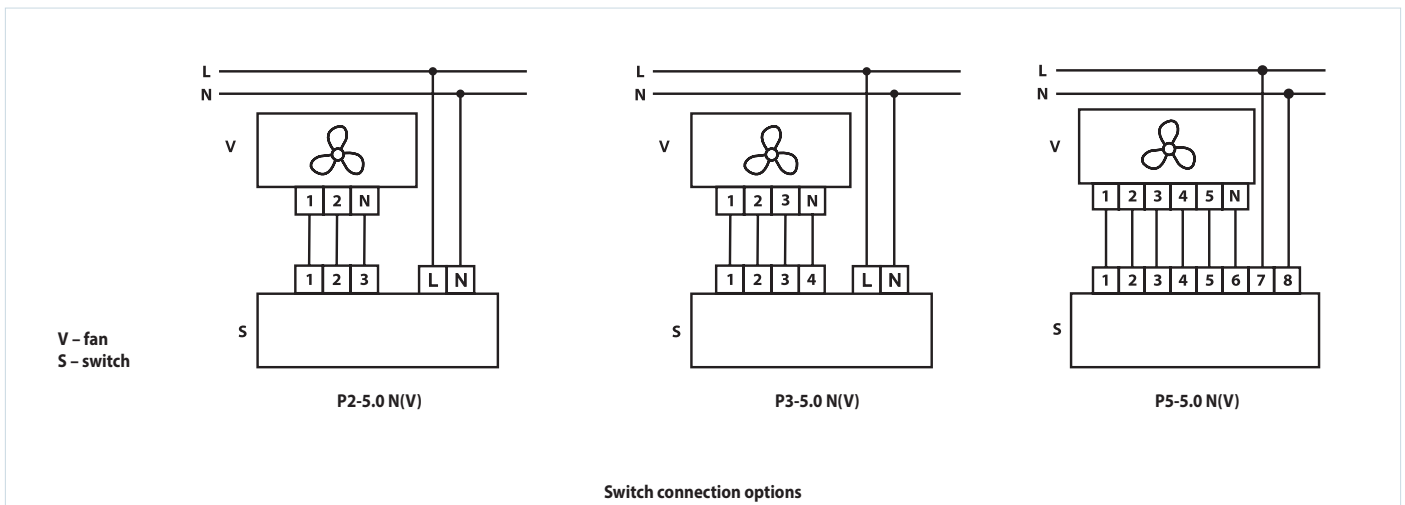 L
N
V
1 2 N
1 2 3 L N
S
P2-5.0 N(V)
L
N
V
1 2 3 N
1 2 3 4 L N
S
P3-5.0 N(V)
L
N
V
1 2 3 4 5 N
1 2 3 4 5 6 7 8
S
P5-5.0 N(V)
V – fan
S – switch
Switch connection options